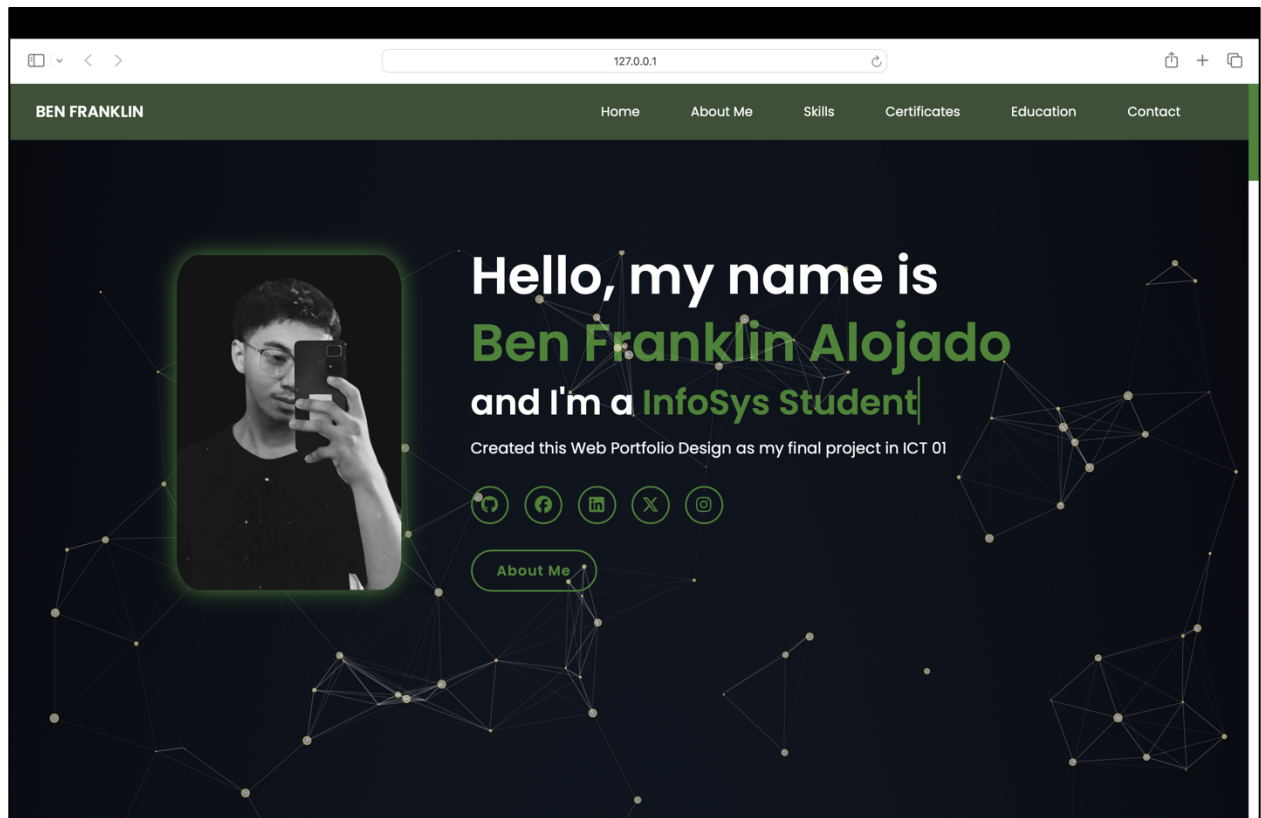 127.0.0.1
BEN FRANKLIN Home About Me Skills Certificates Education Contact
Hello, my name is
Ben Franklin Alojado
and I'm a InfoSys Student
Created this Web Portfolio Design as my final project in ICT 01
About Me